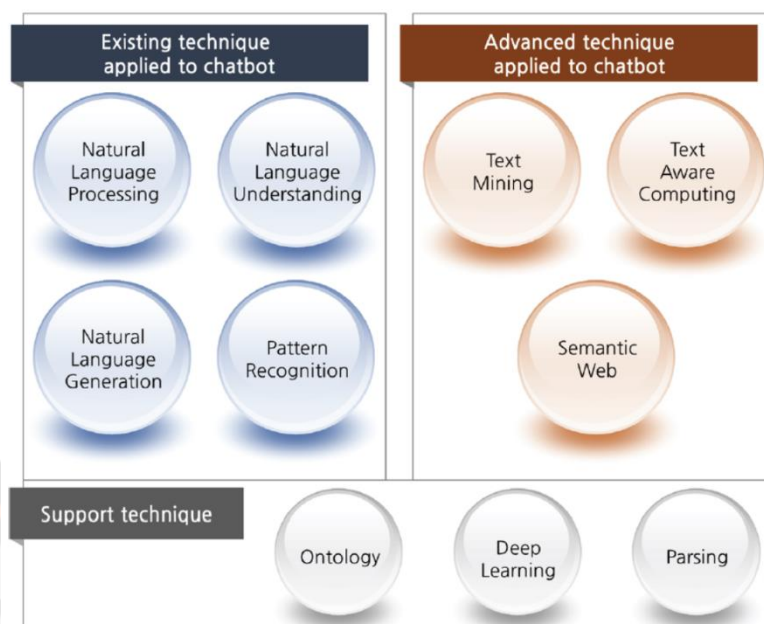 Existing technique
applied to chatbot
Advanced technique
applied to chatbot
Natural
Language
Processing
Natural
Language
Understanding
Text
Mining
Text
Aware
Computing
Natural
Language
Generation
Pattern
Recognition
Semantic
Web
Support technique
Ontology
Deep
Learning
Parsing